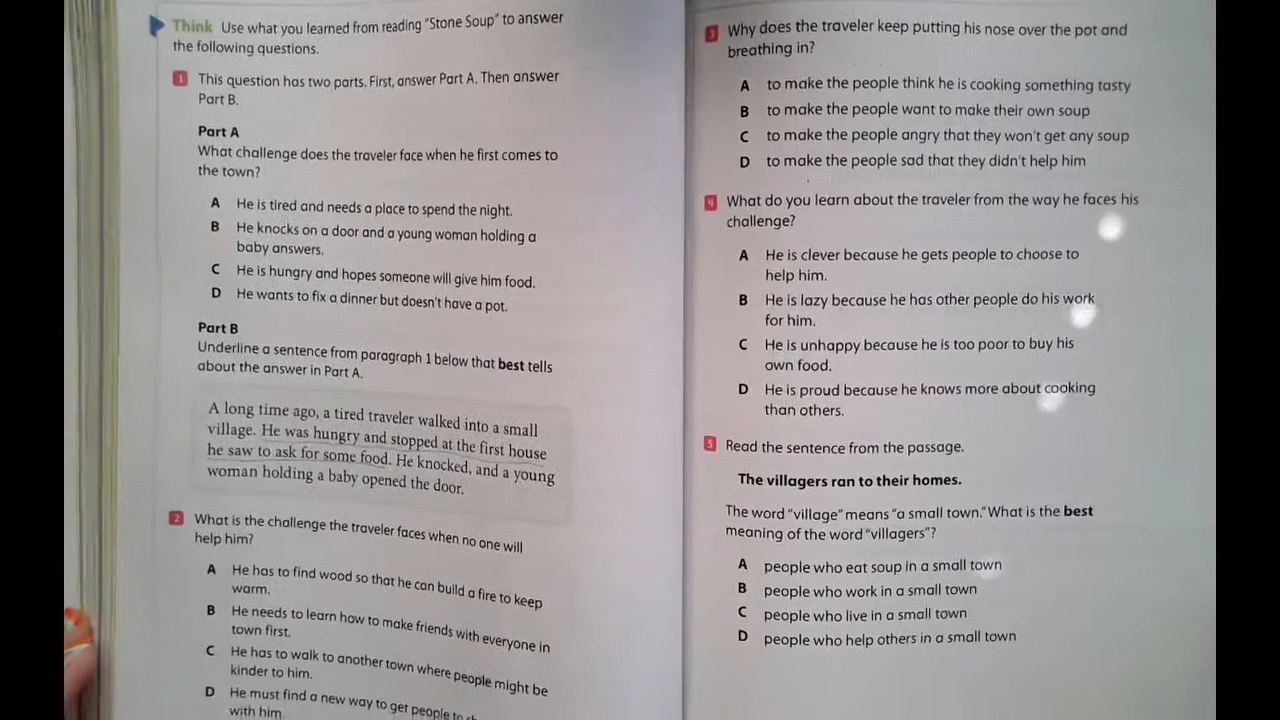 Think Use what you learned from reading "Stone Soup" to answer
the following questions.
1 This question has two parts. First, answer Part A. Then answer
Part B.
Part A
What challenge does the traveler face when he first comes to
the town?
A He is tired and needs a place to spend the night.
B He knocks on a door and a young woman holding a
baby answers.
C He is hungry and hopes someone will give him food.
D He wants to fix a dinner but doesn't have a pot.
Part B
Underline a sentence from paragraph 1 below that best tells
about the answer in Part A.
A long time ago, a tired traveler walked into a small
village. He was hungry and stopped at the first house
he saw to ask for some food. He knocked, and a young
woman holding a baby opened the door.
2 What is the challenge the traveler faces when no one will
help him?
A He has to find wood so that he can build a fire to keep
warm.
B He needs to learn how to make friends with everyone in
town first.
C He has to walk to another town where people might be
kinder to him.
D He must find a new way to get people to
with him.
3 Why does the traveler keep putting his nose over the pot and
breathing in?
A to make the people think he is cooking something tasty
B to make the people want to make their own soup
C to make the people angry that they won't get any soup
D to make the people sad that they didn't help him
4 What do you learn about the traveler from the way he faces his
challenge?
A He is clever because he gets people to choose to
help him.
B He is lazy because he has other people do his work
for him.
C He is unhappy because he is too poor to buy his
own food.
D He is proud because he knows more about cooking
than others.
5 Read the sentence from the passage.
The villagers ran to their homes.
The word "village" means "a small town." What is the best
meaning of the word "villagers"?
A people who eat soup in a small town
B people who work in a small town
C people who live in a small town
D people who help others in a small town